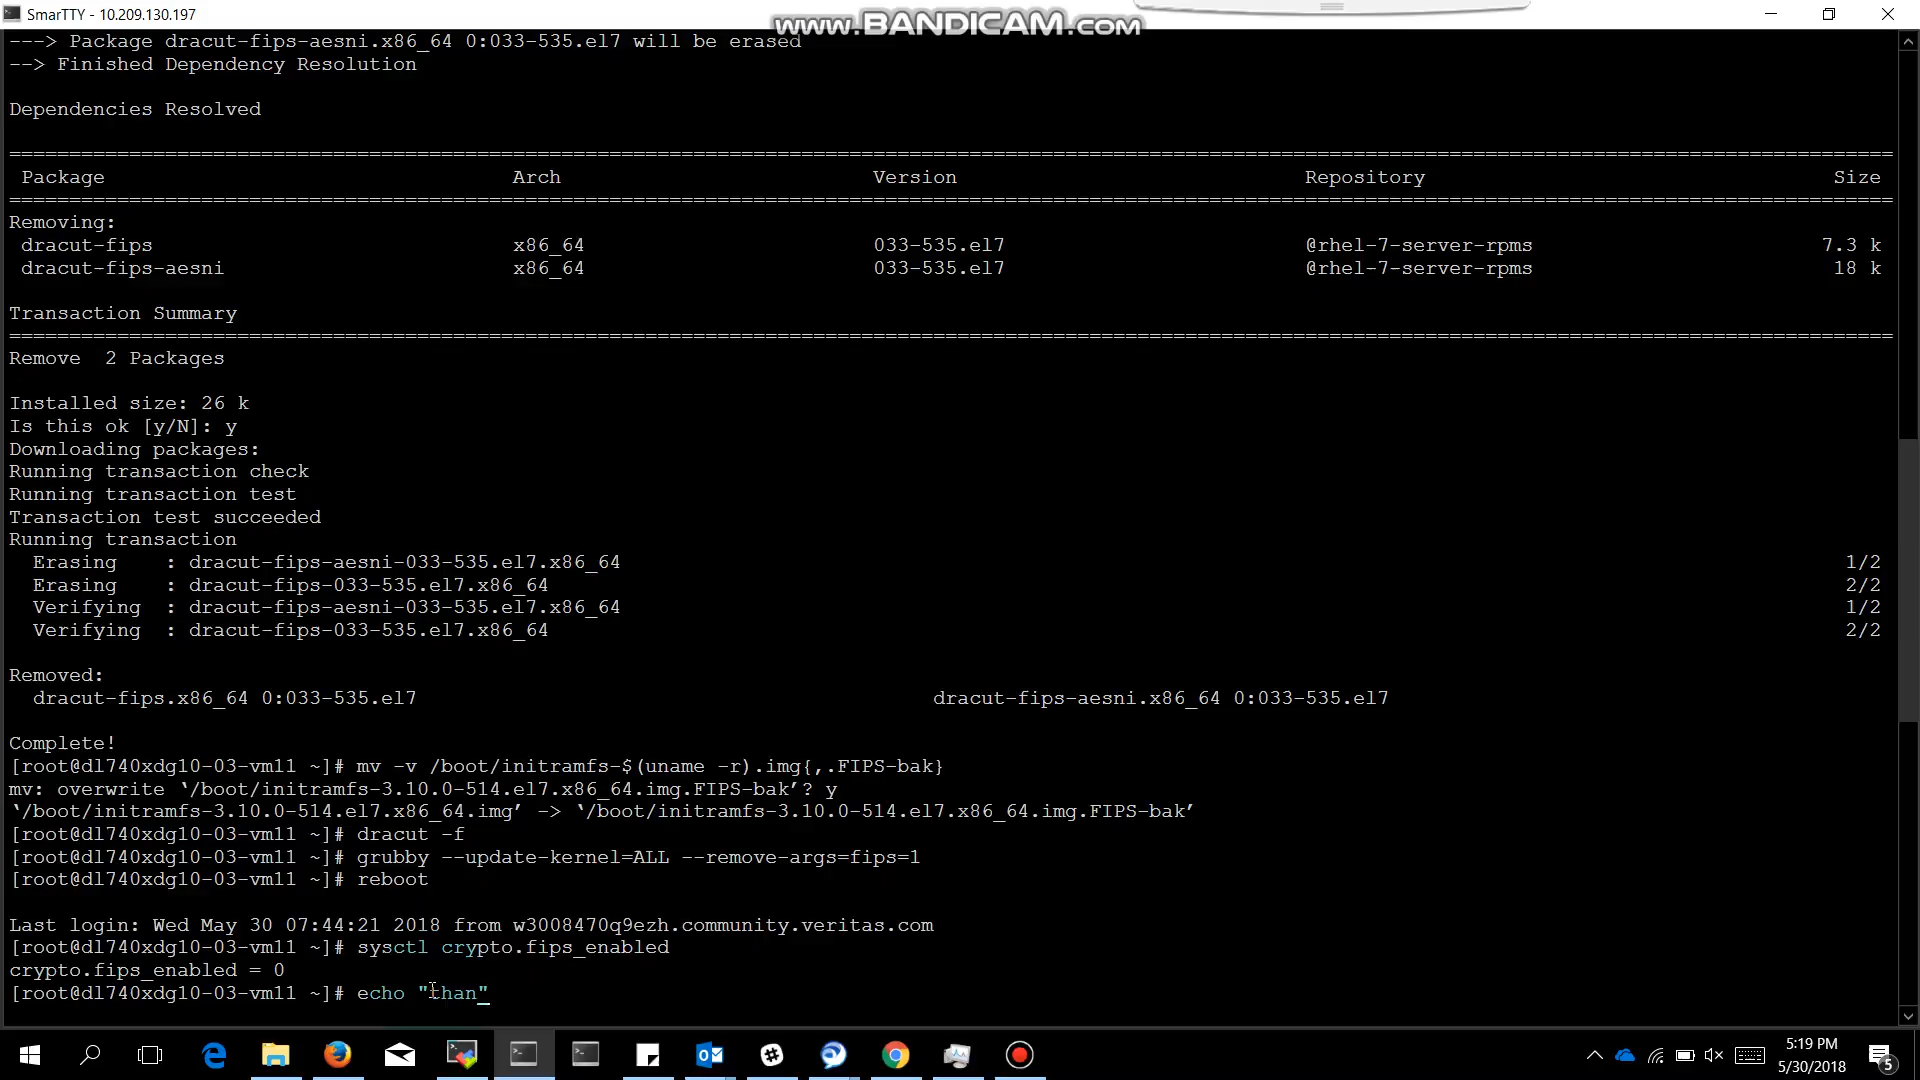 SmarTTY - 10.209.130.197
www.BANDICAM.com
---> Package dracut-fips-aesni.x86_64 0:033-535.el7 will be erased
--> Finished Dependency Resolution
Dependencies Resolved
================================================================================
Package Arch Version Repository Size
================================================================================
Removing:
dracut-fips x86_64 033-535.el7 @rhel-7-server-rpms 7.3 k
dracut-fips-aesni x86_64 033-535.el7 @rhel-7-server-rpms 18 k
Transaction Summary
================================================================================
Remove 2 Packages
Installed size: 26 k
Is this ok [y/N]: y
Downloading packages:
Running transaction check
Running transaction test
Transaction test succeeded
Running transaction
Erasing : dracut-fips-aesni-033-535.el7.x86_64 1/2
Erasing : dracut-fips-033-535.el7.x86_64 2/2
Verifying : dracut-fips-aesni-033-535.el7.x86_64 1/2
Verifying : dracut-fips-033-535.el7.x86_64 2/2
Removed:
dracut-fips.x86_64 0:033-535.el7 dracut-fips-aesni.x86_64 0:033-535.el7
Complete!
[root@dl740xdg10-03-vm11 ~]# mv -v /boot/initramfs-$(uname -r).img{,.FIPS-bak}
mv: overwrite ‘/boot/initramfs-3.10.0-514.el7.x86_64.img.FIPS-bak’? y
‘/boot/initramfs-3.10.0-514.el7.x86_64.img’ -> ‘/boot/initramfs-3.10.0-514.el7.x86_64.img.FIPS-bak’
[root@dl740xdg10-03-vm11 ~]# dracut -f
[root@dl740xdg10-03-vm11 ~]# grubby --update-kernel=ALL --remove-args=fips=1
[root@dl740xdg10-03-vm11 ~]# reboot
Last login: Wed May 30 07:44:21 2018 from w3008470q9ezh.community.veritas.com
[root@dl740xdg10-03-vm11 ~]# sysctl crypto.fips_enabled
crypto.fips_enabled = 0
[root@dl740xdg10-03-vm11 ~]# echo "than"
5:19 PM
5/30/2018
5